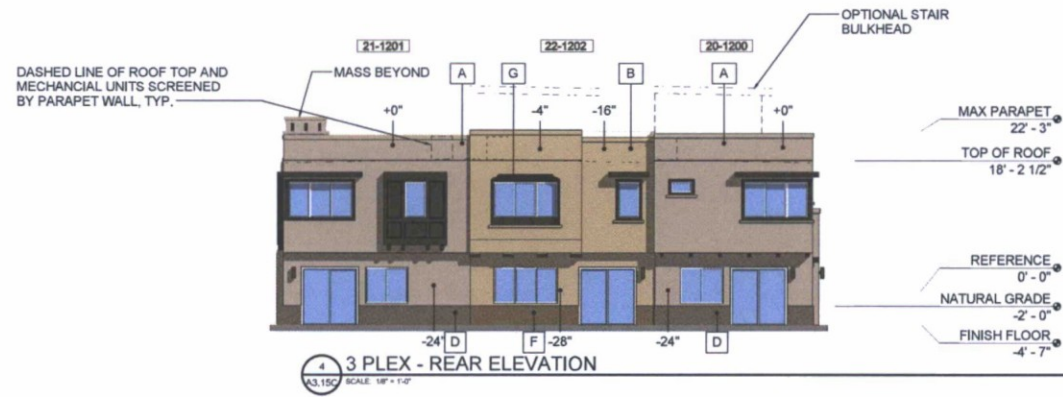 OPTIONAL STAIR
BULKHEAD
21-1201
22-1202
20-1200
DASHED LINE OF ROOF TOP AND
MECHANCIAL UNITS SCREENED
BY PARAPET WALL, TYP.
MASS BEYOND
A
G
B
A
+0"
-4"
-16"
+0"
MAX PARAPET
22' - 3"
TOP OF ROOF
18' - 2 1/2"
REFERENCE
0' - 0"
NATURAL GRADE
-2' - 0"
FINISH FLOOR
-4' - 7"
-24"
D
F
-28"
-24"
D
4
A3.15C
3 PLEX - REAR ELEVATION
SCALE: 1/8" = 1'-0"